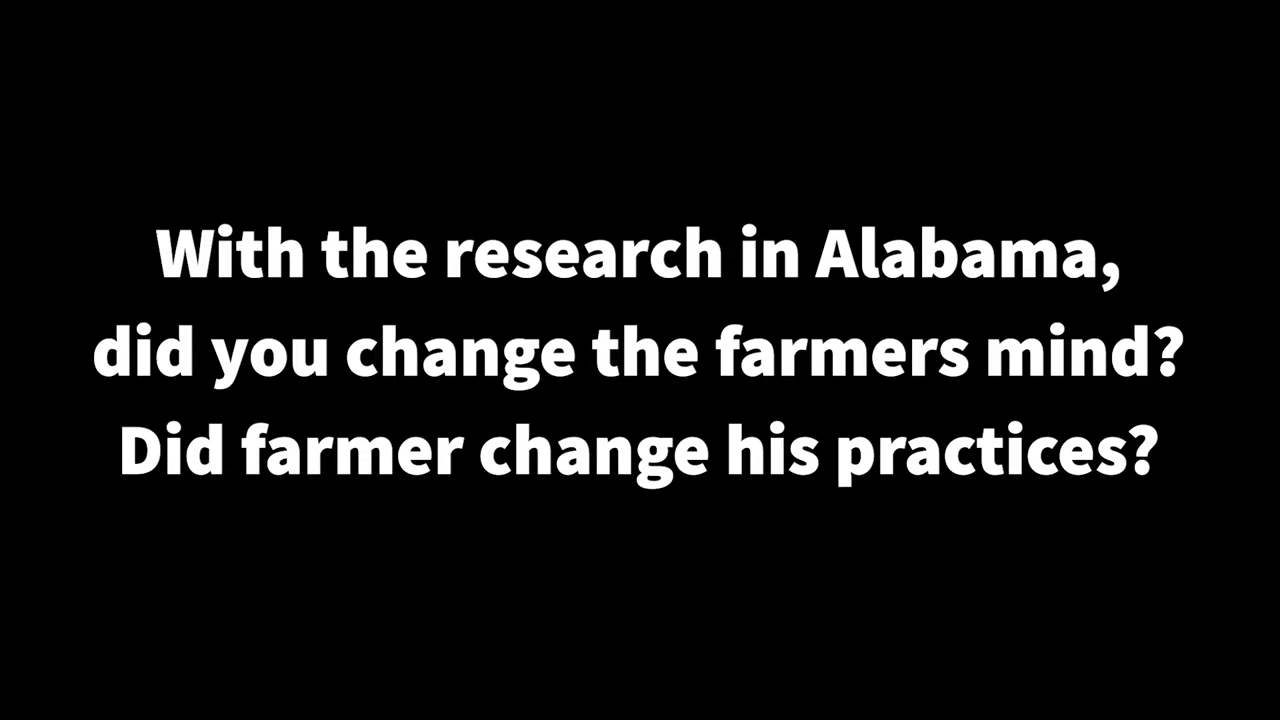 With the research in Alabama,
did you change the farmers mind?
Did farmer change his practices?